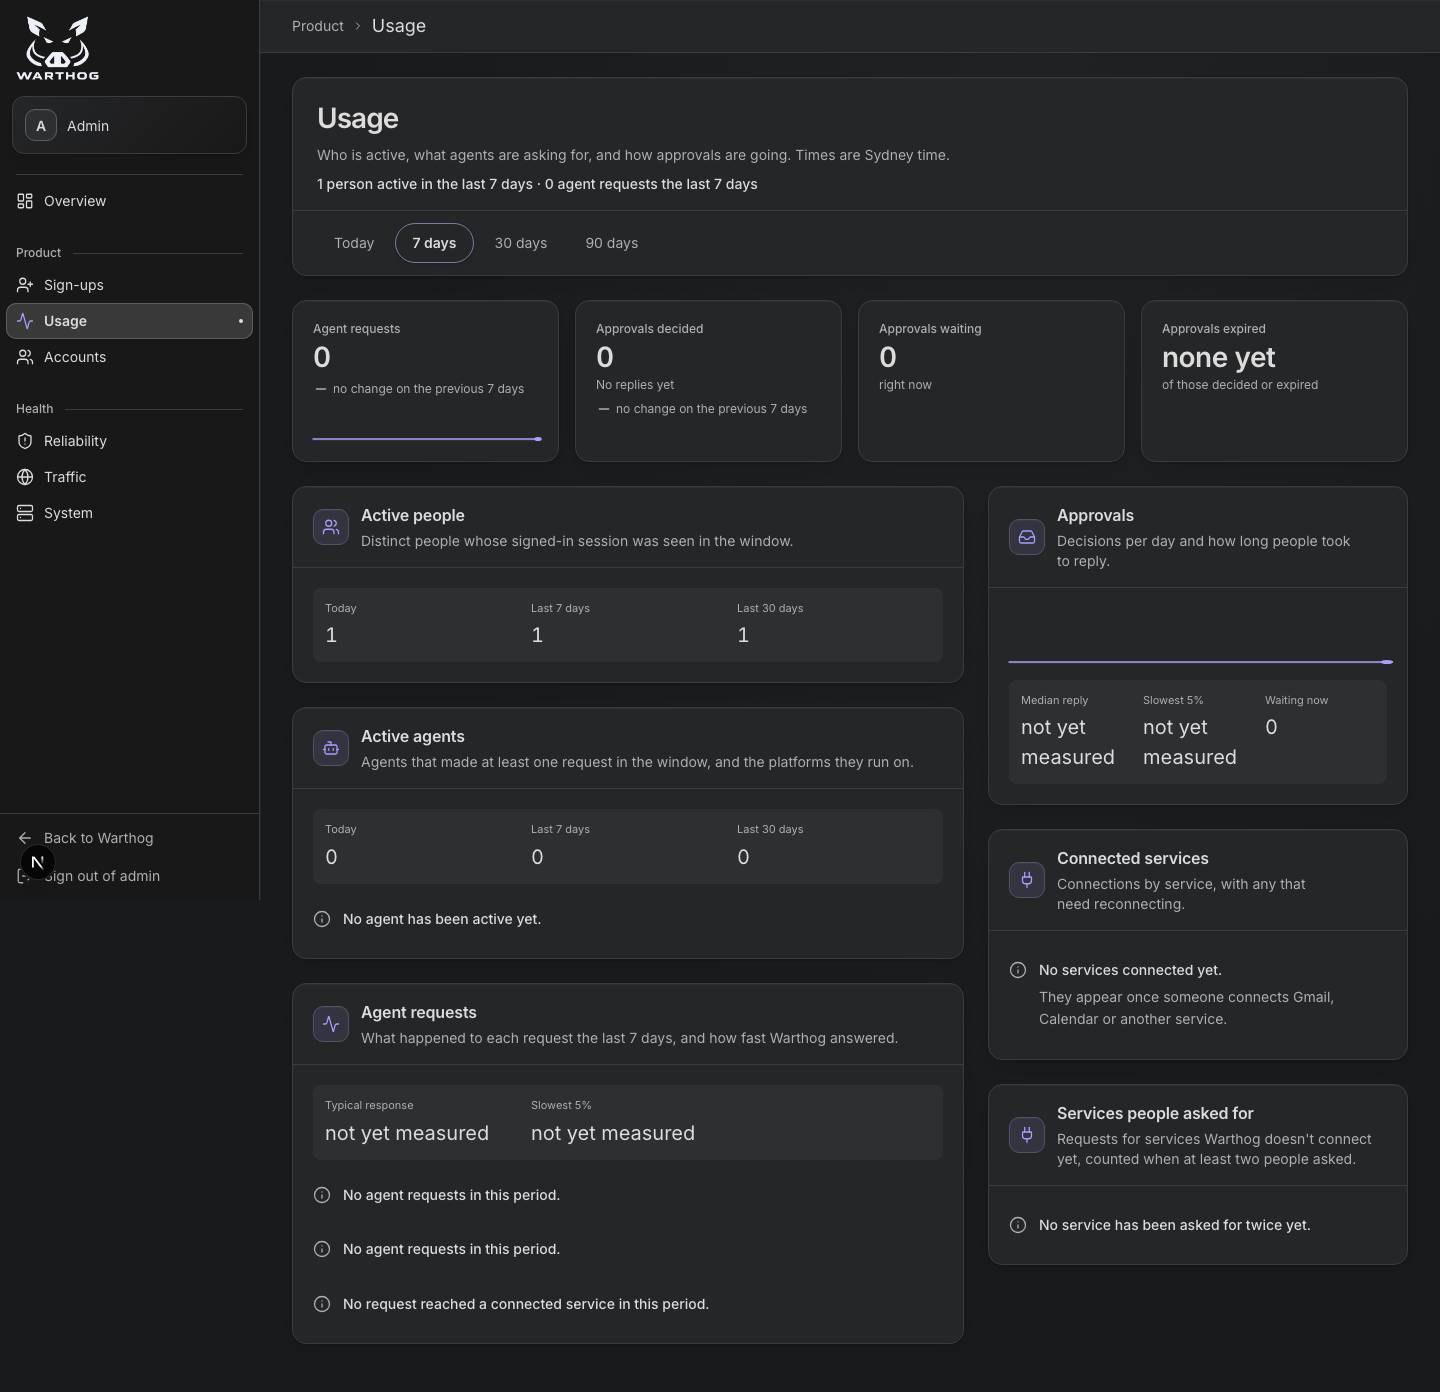 WARTHOG
A
Admin
Overview
Product
Sign-ups
Usage
Accounts
Health
Reliability
Traffic
System
Back to Warthog
N
Sign out of admin
Product
Usage
Usage
Who is active, what agents are asking for, and how approvals are going. Times are Sydney time.
1 person active in the last 7 days · 0 agent requests the last 7 days
Today
7 days
30 days
90 days
Agent requests
0
no change on the previous 7 days
Approvals decided
0
No replies yet
no change on the previous 7 days
Approvals waiting
0
right now
Approvals expired
none yet
of those decided or expired
Active people
Distinct people whose signed-in session was seen in the window.
Today
1
Last 7 days
1
Last 30 days
1
Active agents
Agents that made at least one request in the window, and the platforms they run on.
Today
0
Last 7 days
0
Last 30 days
0
No agent has been active yet.
Agent requests
What happened to each request the last 7 days, and how fast Warthog answered.
Typical response
not yet measured
Slowest 5%
not yet measured
No agent requests in this period.
No agent requests in this period.
No request reached a connected service in this period.
Approvals
Decisions per day and how long people took
to reply.
Median reply
not yet
measured
Slowest 5%
not yet
measured
Waiting now
0
Connected services
Connections by service, with any that
need reconnecting.
No services connected yet.
They appear once someone connects Gmail,
Calendar or another service.
Services people asked for
Requests for services Warthog doesn't connect
yet, counted when at least two people asked.
No service has been asked for twice yet.